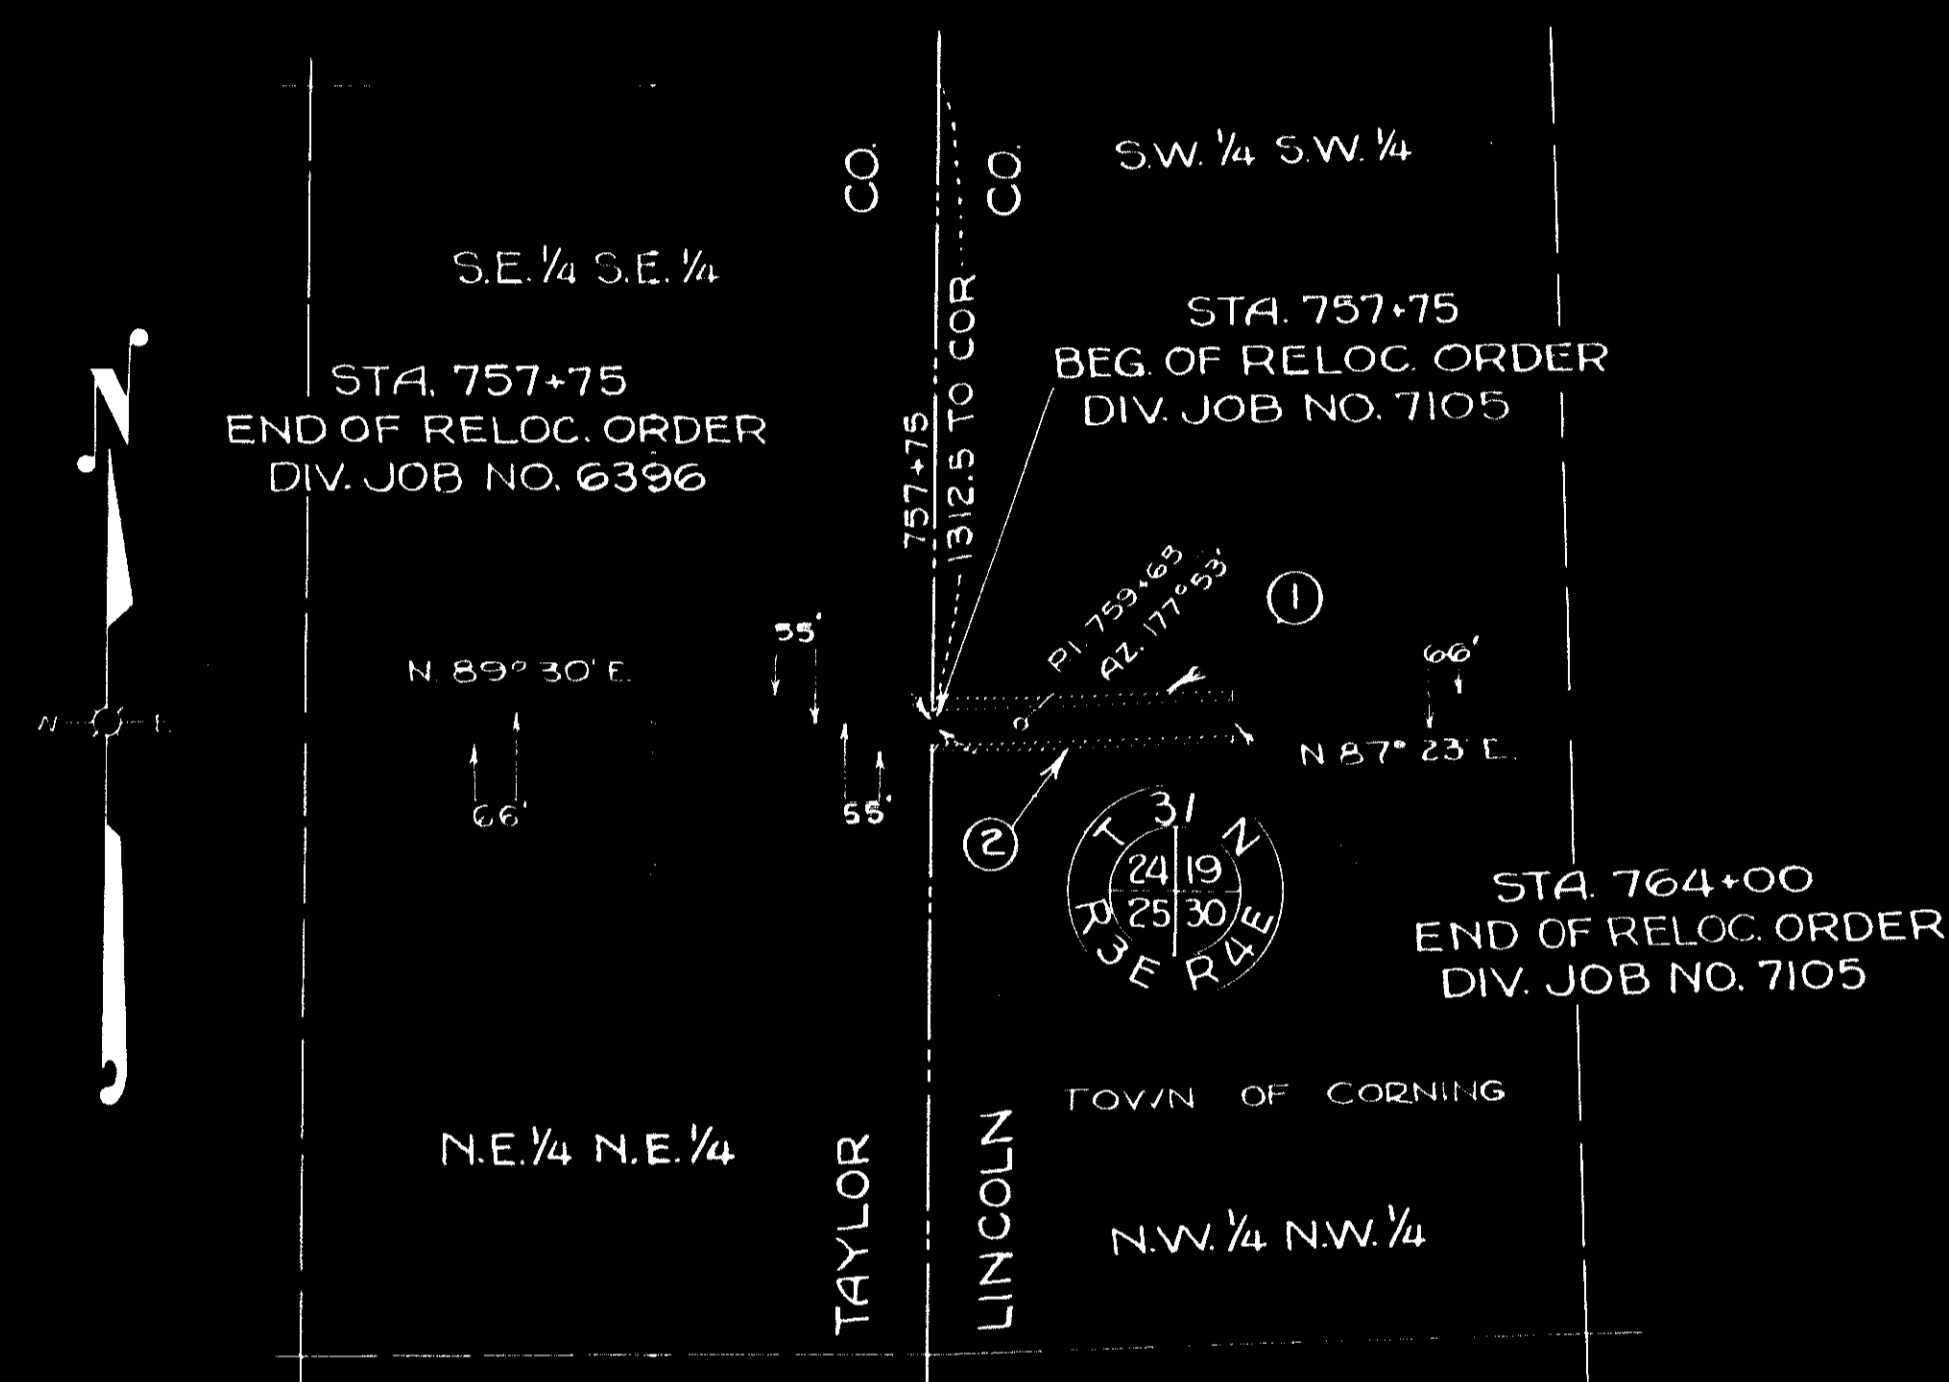 CO.
CO.
S.W. 1/4 S.W. 1/4
S.E. 1/4 S.E. 1/4
STA. 757+75
BEG. OF RELOC. ORDER
DIV. JOB NO. 7105
N
STA. 757+75
END OF RELOC. ORDER
DIV. JOB NO. 6396
757+75
1312.5 TO COR
P.I. 759+63
AZ. 177° 53'
1
55'
N. 89° 30' E.
66'
N 87° 23' E.
66'
55'
2
T 31 N
24 19
25 30
R3E R4E
STA. 764+00
END OF RELOC. ORDER
DIV. JOB NO. 7105
TOWN OF CORNING
N.E. 1/4 N.E. 1/4
TAYLOR
LINCOLN
N.W. 1/4 N.W. 1/4